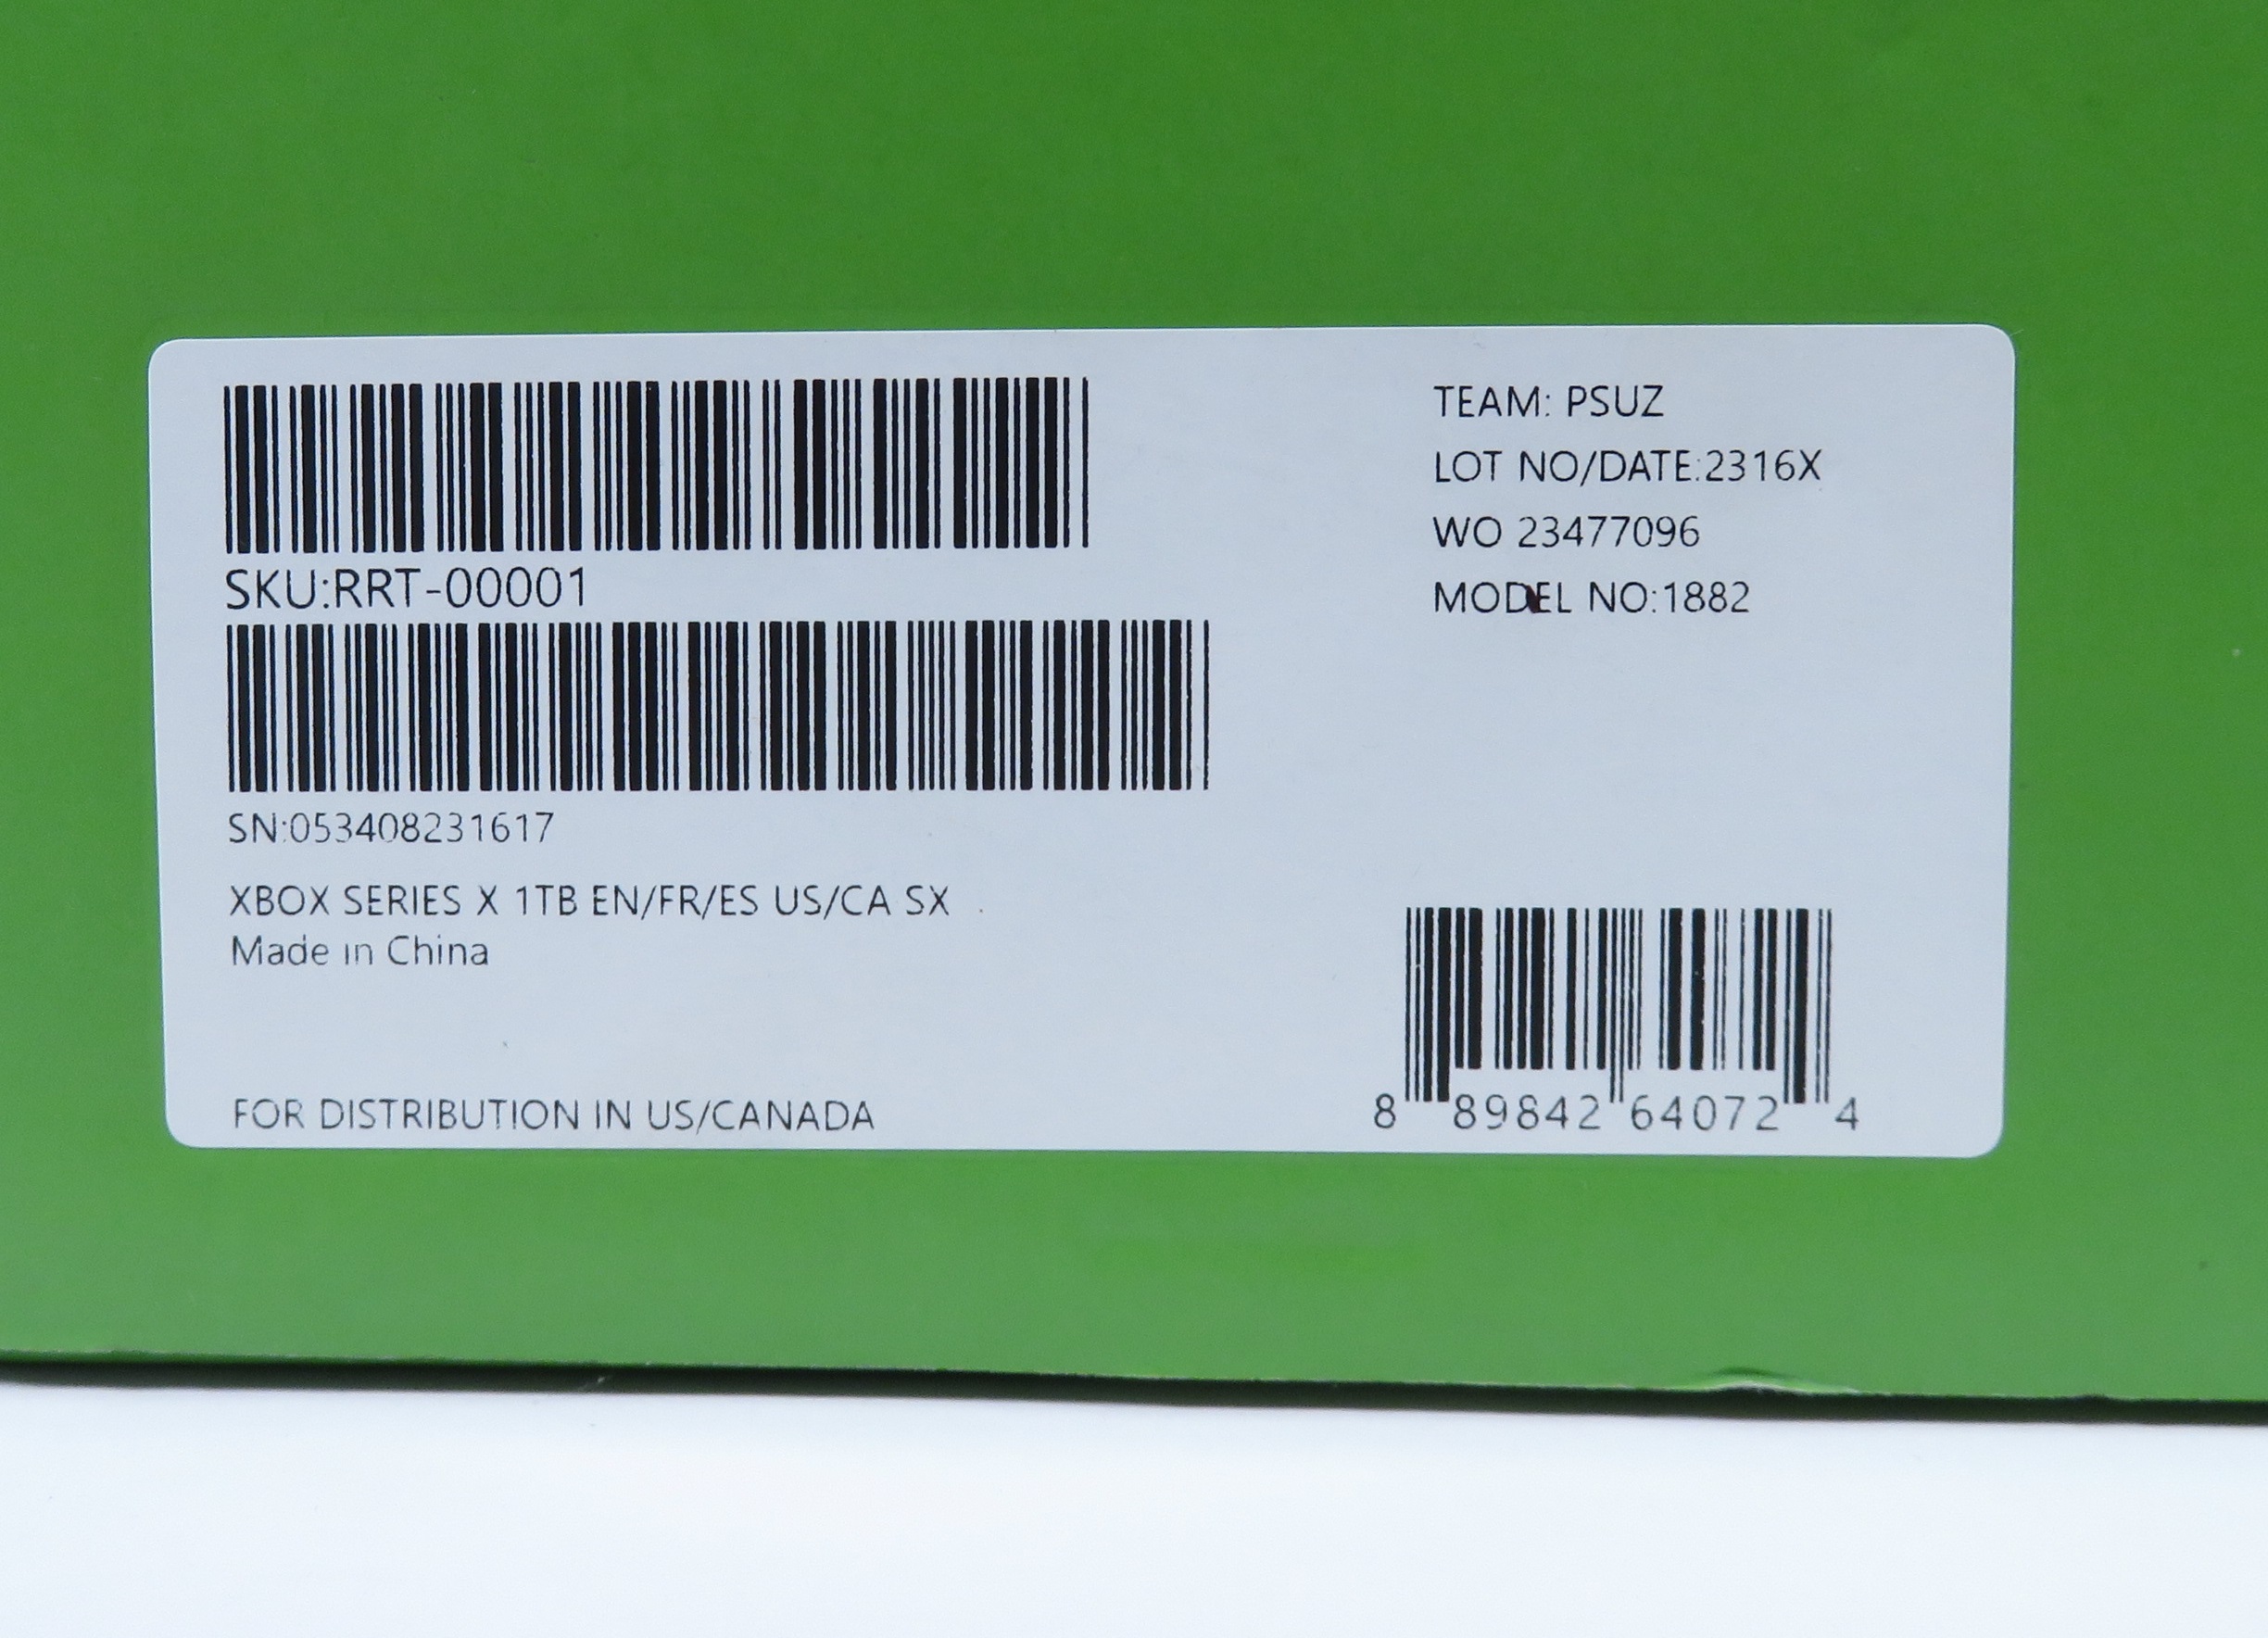 SKU:RRT-00001
SN:053408231617
XBOX SERIES X 1TB EN/FR/ES US/CA SX
Made in China
FOR DISTRIBUTION IN US/CANADA
TEAM: PSUZ
LOT NO/DATE:2316X
WO 23477096
MODEL NO:1882
8 89842 64072 4